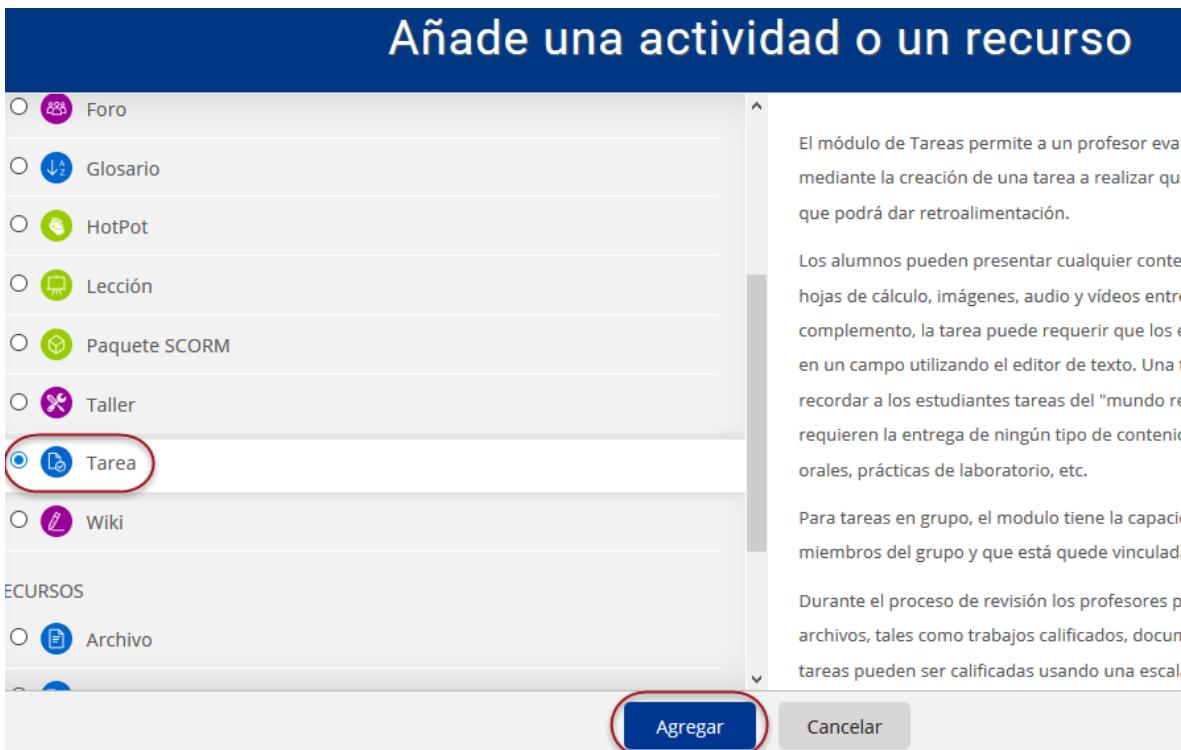 Añade una actividad o un recurso
Foro
Glosario
HotPot
Lección
Paquete SCORM
Taller
Tarea
Wiki
ECURSOS
Archivo
El módulo de Tareas permite a un profesor eva
mediante la creación de una tarea a realizar qu
que podrá dar retroalimentación.
Los alumnos pueden presentar cualquier conte
hojas de cálculo, imágenes, audio y vídeos entr
complemento, la tarea puede requerir que los e
en un campo utilizando el editor de texto. Una t
recordar a los estudiantes tareas del "mundo re
requieren la entrega de ningún tipo de contenid
orales, prácticas de laboratorio, etc.
Para tareas en grupo, el modulo tiene la capaci
miembros del grupo y que está quede vinculada
Durante el proceso de revisión los profesores p
archivos, tales como trabajos calificados, docum
tareas pueden ser calificadas usando una escala
Agregar
Cancelar